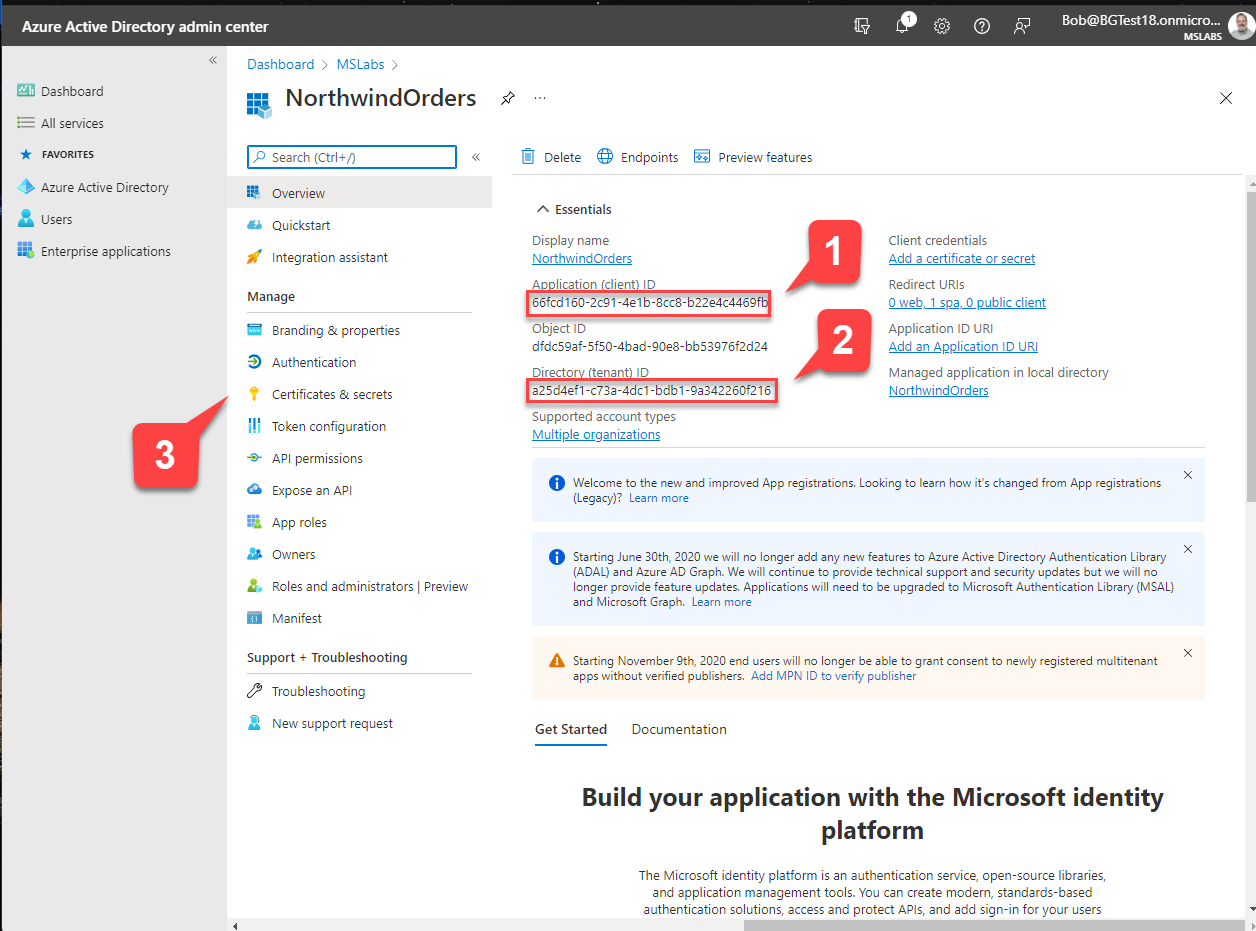 Azure Active Directory admin center
1
Bob@BGTest18.onmicro...
MSLABS
Dashboard
All services
FAVORITES
Azure Active Directory
Users
Enterprise applications
Dashboard > MSLabs >
NorthwindOrders
Search (Ctrl+/)
Overview
Quickstart
Integration assistant
Manage
Branding & properties
Authentication
Certificates & secrets
Token configuration
API permissions
Expose an API
App roles
Owners
Roles and administrators | Preview
Manifest
Support + Troubleshooting
Troubleshooting
New support request
3
Delete
Endpoints
Preview features
Essentials
Display name
NorthwindOrders
Application (client) ID
66fcd160-2c91-4e1b-8cc8-b22e4c4469fb
1
Object ID
dfdc59af-5f50-4bad-90e8-bb53976f2d24
Directory (tenant) ID
a25d4ef1-c73a-4dc1-bdb1-9a342260f216
2
Supported account types
Multiple organizations
Client credentials
Add a certificate or secret
Redirect URIs
0 web, 1 spa, 0 public client
Application ID URI
Add an Application ID URI
Managed application in local directory
NorthwindOrders
Welcome to the new and improved App registrations. Looking to learn how it's changed from App registrations
(Legacy)? Learn more
Starting June 30th, 2020 we will no longer add any new features to Azure Active Directory Authentication Library
(ADAL) and Azure AD Graph. We will continue to provide technical support and security updates but we will no
longer provide feature updates. Applications will need to be upgraded to Microsoft Authentication Library (MSAL)
and Microsoft Graph. Learn more
Starting November 9th, 2020 end users will no longer be able to grant consent to newly registered multitenant
apps without verified publishers. Add MPN ID to verify publisher
Get Started
Documentation
Build your application with the Microsoft identity
platform
The Microsoft identity platform is an authentication service, open-source libraries,
and application management tools. You can create modern, standards-based
authentication solutions, access and protect APIs, and add sign-in for your users